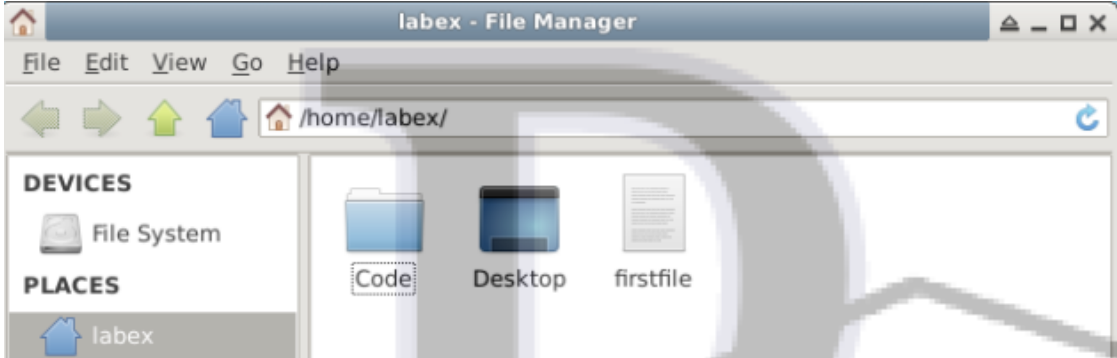 labex - File Manager
File Edit View Go Help
/home/labex/
DEVICES
File System
PLACES
labex
Code Desktop firstfile